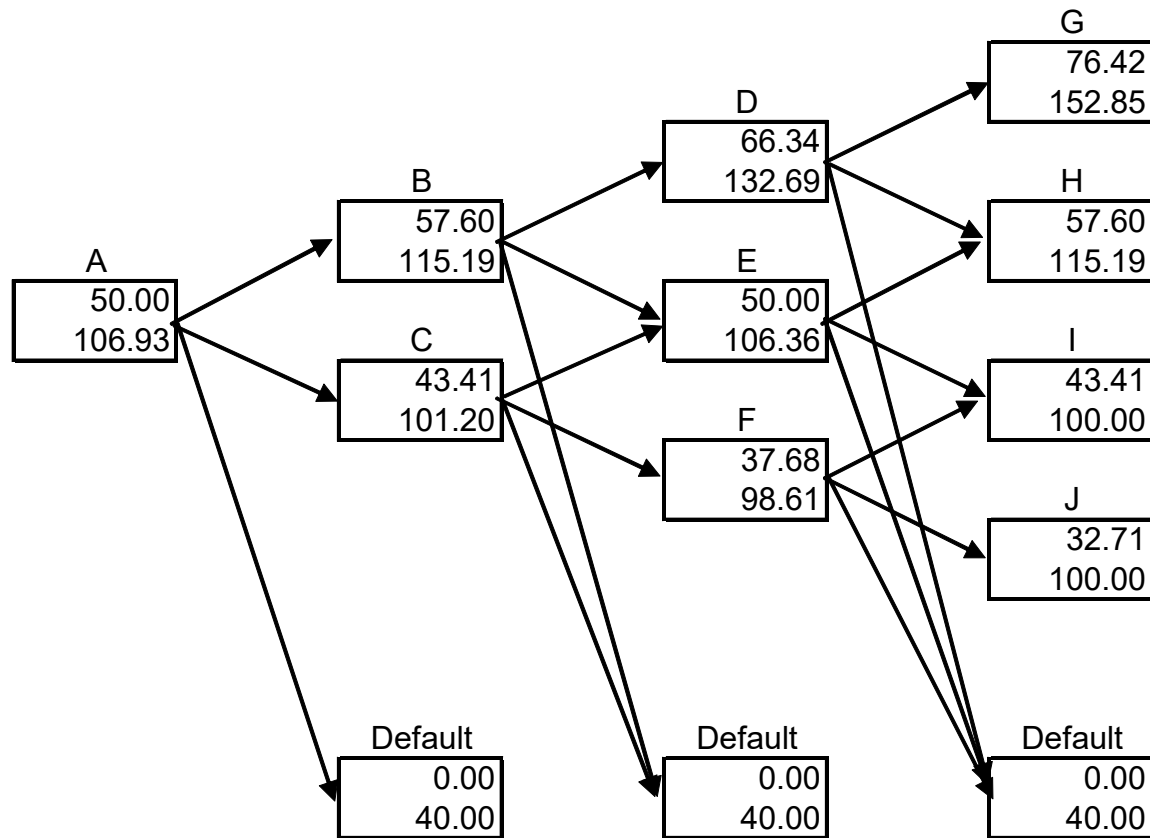 G
76.42
152.85
D
66.34
132.69
B
57.60
115.19
H
57.60
115.19
A
50.00
106.93
E
50.00
106.36
C
43.41
101.20
I
43.41
100.00
F
37.68
98.61
J
32.71
100.00
Default
0.00
40.00
Default
0.00
40.00
Default
0.00
40.00